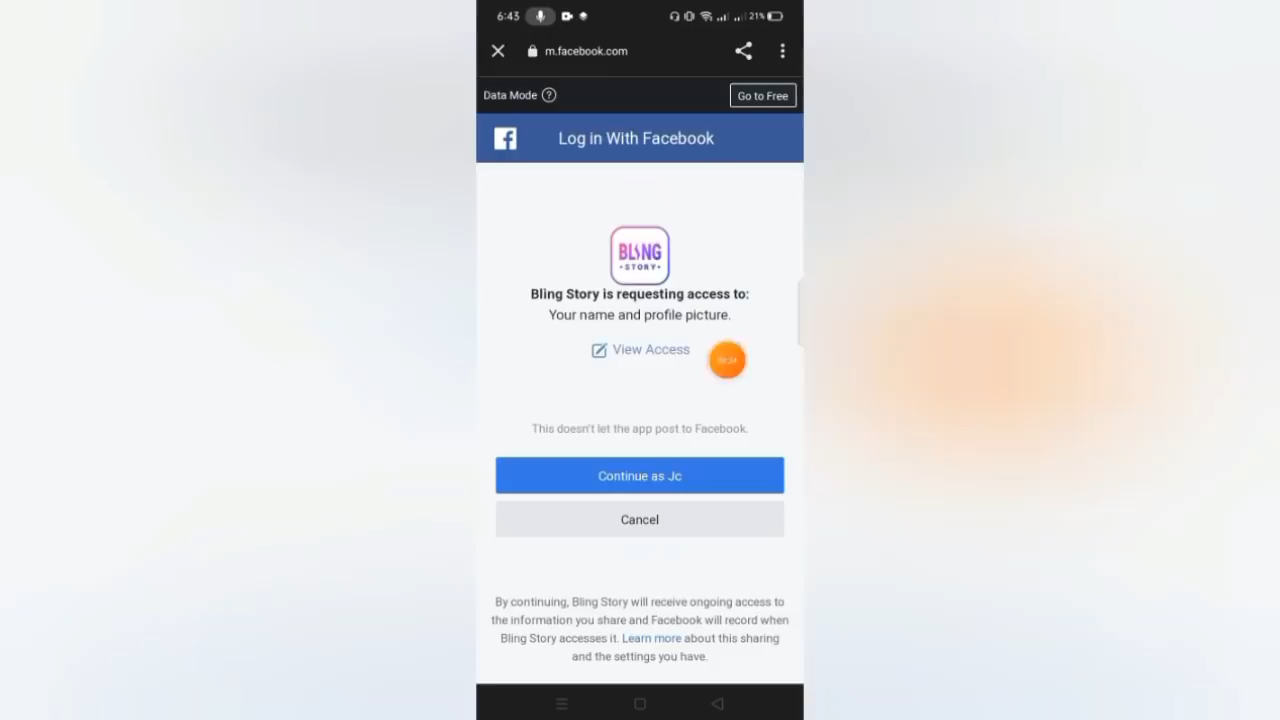 6:43
21%
m.facebook.com
Data Mode ?
Go to Free
Log in With Facebook
BLING
STORY
Bling Story is requesting access to:
Your name and profile picture.
View Access
This doesn't let the app post to Facebook.
Continue as Jc
Cancel
By continuing, Bling Story will receive ongoing access to
the information you share and Facebook will record when
Bling Story accesses it. Learn more about this sharing
and the settings you have.